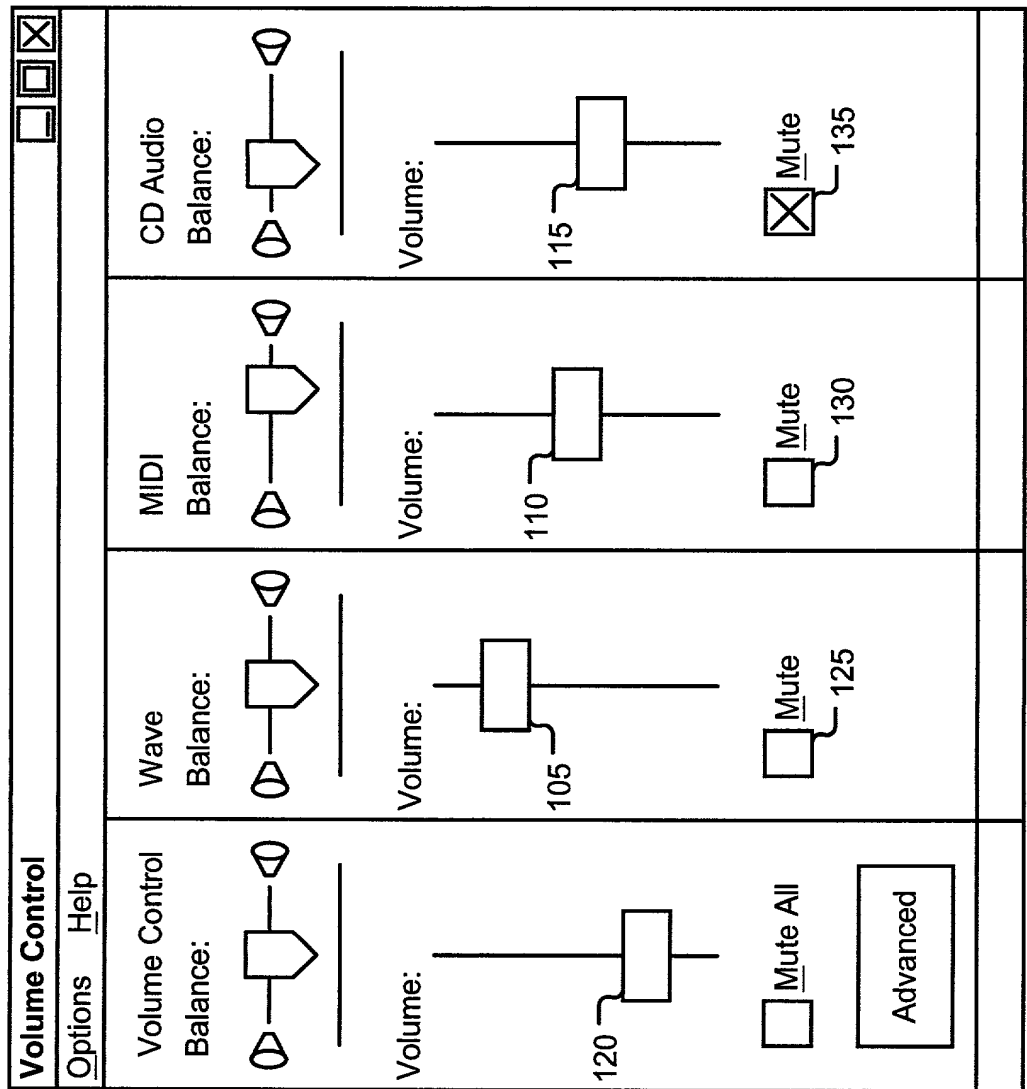 Volume Control
Options Help
Volume Control
Balance:
Volume:
120
Mute All
Advanced
Wave
Balance:
Volume:
105
Mute
125
MIDI
Balance:
Volume:
110
Mute
130
CD Audio
Balance:
Volume:
115
Mute
135